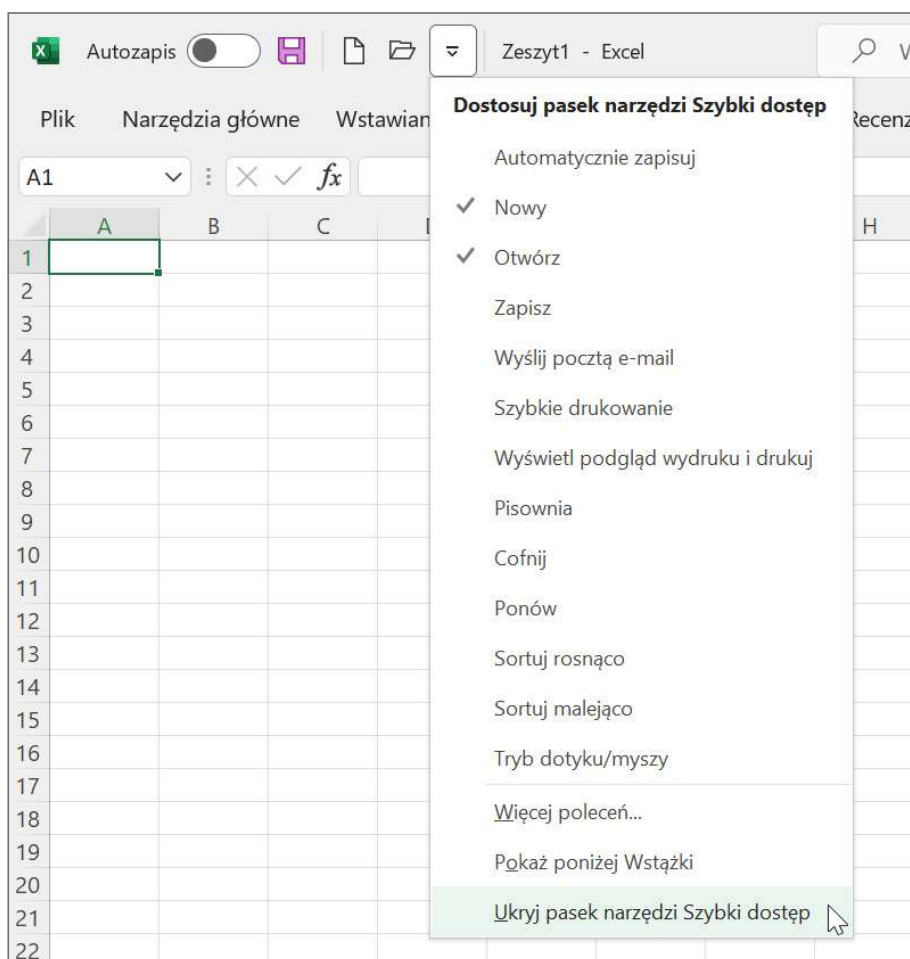 Autozapis Zeszyt1 - Excel
Dostosuj pasek narzędzi Szybki dostęp
Plik Narzędzia główne
A1 fx
A B C H
Automatycznie zapisuj
Nowy
Otwórz
Zapisz
Wyślij pocztą e-mail
Szybkie drukowanie
Wyświetl podgląd wydruku i drukuj
Pisownia
Cofnij
Ponów
Sortuj rosnąco
Sortuj malejąco
Tryb dotyku/myszy
Więcej poleceń...
Pokaż poniżej Wstążki
Ukryj pasek narzędzi Szybki dostęp
1
2
3
4
5
6
7
8
9
10
11
12
13
14
15
16
17
18
19
20
21
22